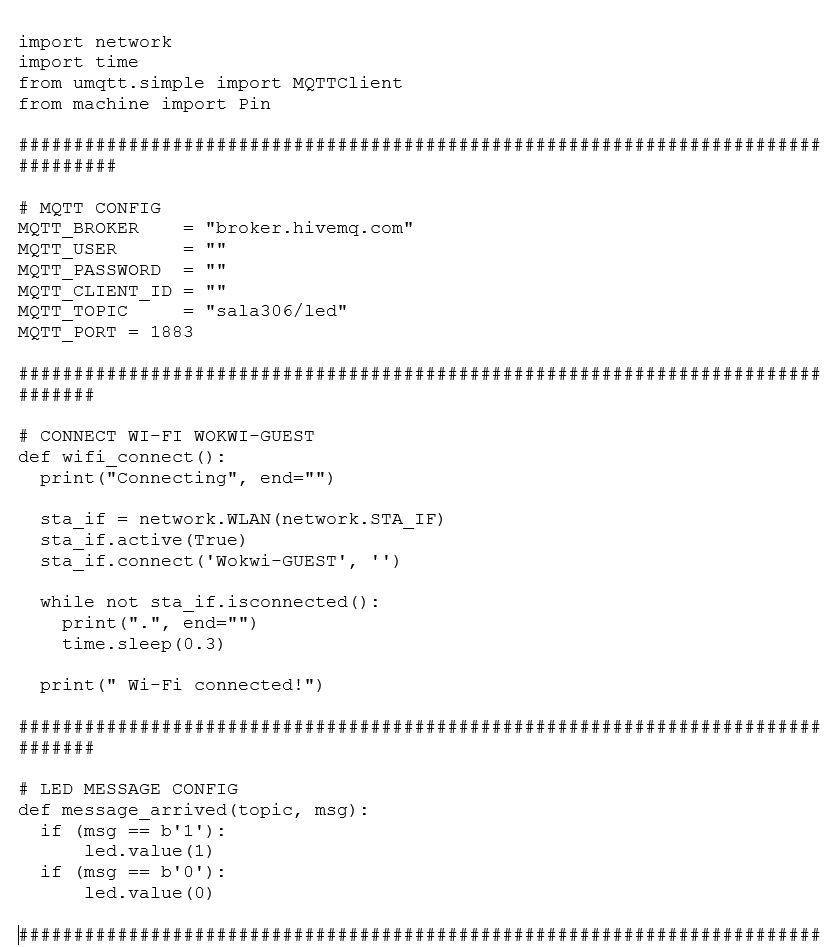 import network
import time
from umqtt.simple import MQTTClient
from machine import Pin
#########################################################################
#########
# MQTT CONFIG
MQTT_BROKER    = "broker.hivemq.com"
MQTT_USER      = ""
MQTT_PASSWORD  = ""
MQTT_CLIENT_ID = ""
MQTT_TOPIC     = "sala306/led"
MQTT_PORT = 1883
#########################################################################
#######
# CONNECT WI-FI WOKWI-GUEST
def wifi_connect():
  print("Connecting", end="")
  sta_if = network.WLAN(network.STA_IF)
  sta_if.active(True)
  sta_if.connect('Wokwi-GUEST', '')
  while not sta_if.isconnected():
    print(".", end="")
    time.sleep(0.3)
  print(" Wi-Fi connected!")
#########################################################################
#######
# LED MESSAGE CONFIG
def message_arrived(topic, msg):
  if (msg == b'1'):
      led.value(1)
  if (msg == b'0'):
      led.value(0)
#########################################################################